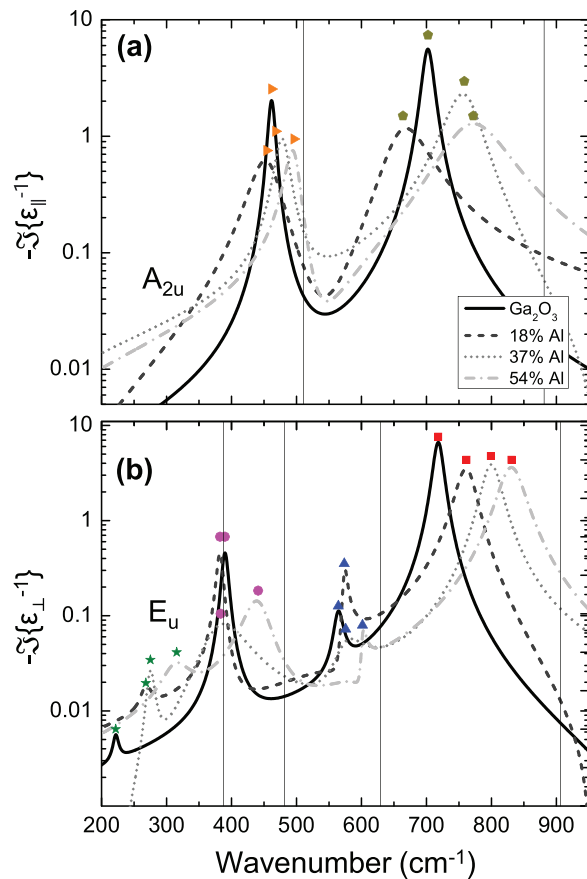 (a)
10
1
0.1
0.01
-ℑ{ε∥⁻¹}
A₂ᵤ
Ga₂O₃
18% Al
37% Al
54% Al
(b)
10
1
0.1
0.01
-ℑ{ε⊥⁻¹}
Eᵤ
200 300 400 500 600 700 800 900
Wavenumber (cm⁻¹)